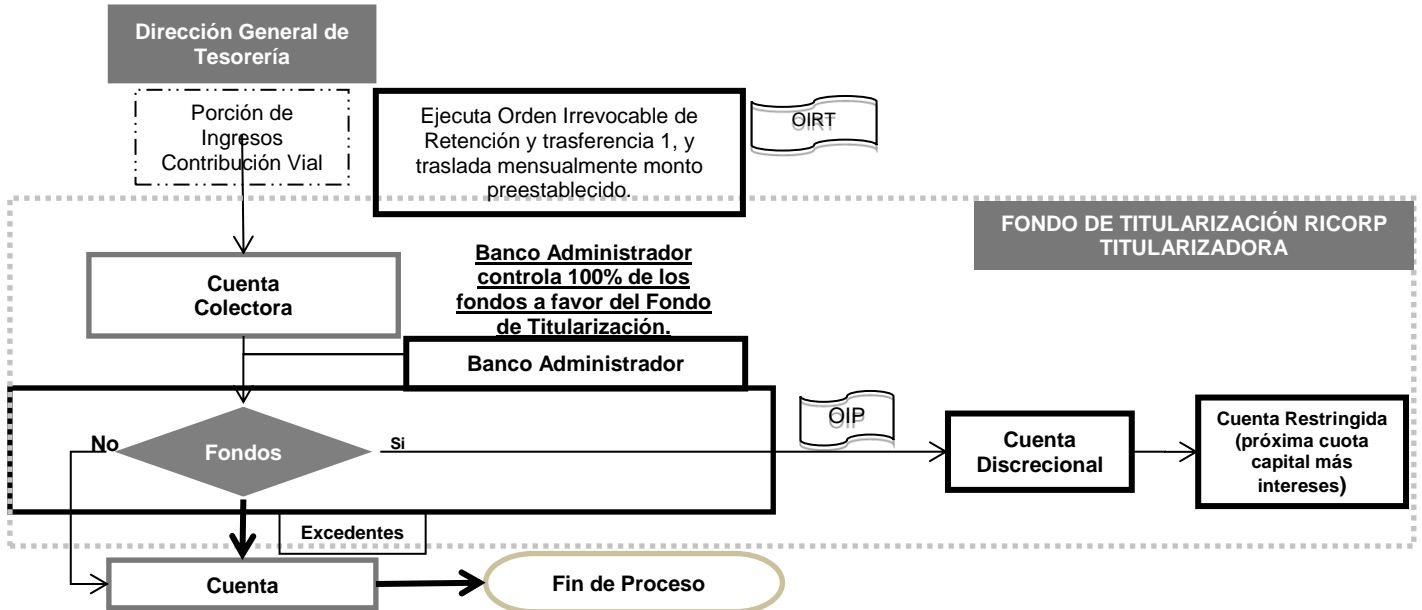 Dirección General de
Tesorería
Porción de
Ingresos
Contribución Vial
Ejecuta Orden Irrevocable de
Retención y trasferencia 1, y
traslada mensualmente monto
preestablecido.
OIRT
FONDO DE TITULARIZACIÓN RICORP
TITULARIZADORA
Cuenta
Colectora
Banco Administrador
controla 100% de los
fondos a favor del Fondo
de Titularización.
Banco Administrador
No
Fondos
Si
OIP
Cuenta
Discrecional
Cuenta Restringida
(próxima cuota
capital más
intereses)
Excedentes
Cuenta
Fin de Proceso